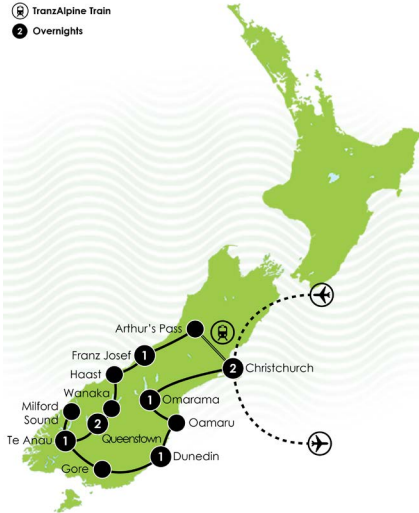 TranzAlpine Train
2 Overnights
Arthur's Pass
Franz Josef
1
Haast
2
Christchurch
Wanaka
1
Omarama
Milford
Sound
2
Queenstown
Oamaru
Te Anau
1
1
Dunedin
Gore